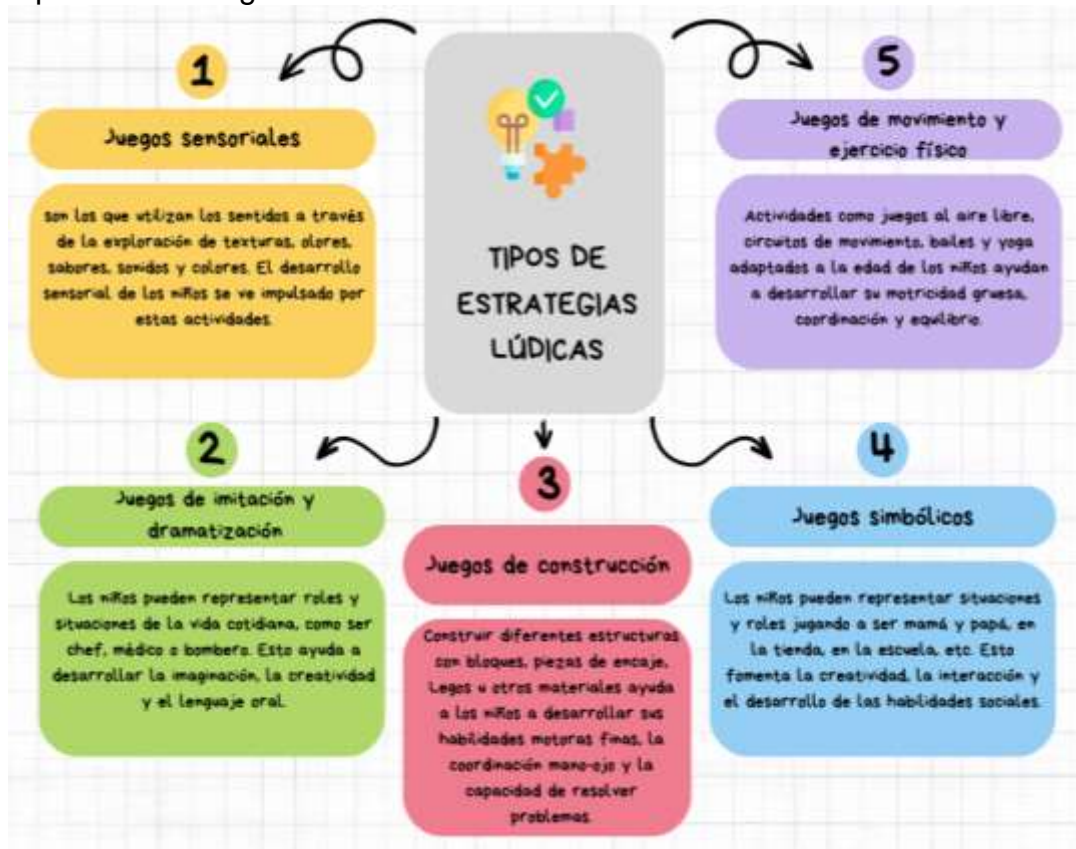 TIPOS DE
ESTRATEGIAS
LÚDICAS
1
Juegos sensoriales
son los que utilizan los sentidos a través
de la exploración de texturas, olores,
sabores, sonidos y colores. El desarrollo
sensorial de los niños se ve impulsado por
estas actividades.
2
Juegos de imitación y
dramatización
Los niños pueden representar roles y
situaciones de la vida cotidiana, como ser
chef, médico o bombero. Esto ayuda a
desarrollar la imaginación, la creatividad
y el lenguaje oral.
3
Juegos de construcción
Construir diferentes estructuras
con bloques, piezas de encaje,
Legos u otros materiales ayuda
a los niños a desarrollar sus
habilidades motoras finas, la
coordinación mano-ojo y la
capacidad de resolver
problemas.
4
Juegos simbólicos
Los niños pueden representar situaciones
y roles jugando a ser mamá y papá, en
la tienda, en la escuela, etc. Esto
fomenta la creatividad, la interacción y
el desarrollo de las habilidades sociales.
5
Juegos de movimiento y
ejercicio físico
Actividades como juegos al aire libre,
circuitos de movimiento, bailes y yoga
adaptados a la edad de los niños ayudan
a desarrollar su motricidad gruesa,
coordinación y equilibrio.